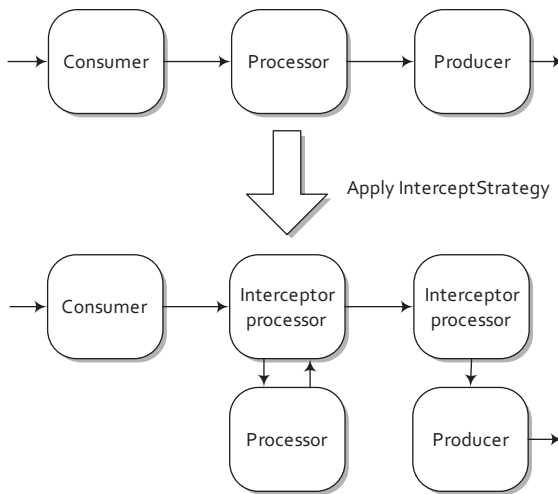 Consumer
Processor
Producer
Apply InterceptStrategy
Consumer
Interceptor
processor
Interceptor
processor
Processor
Producer